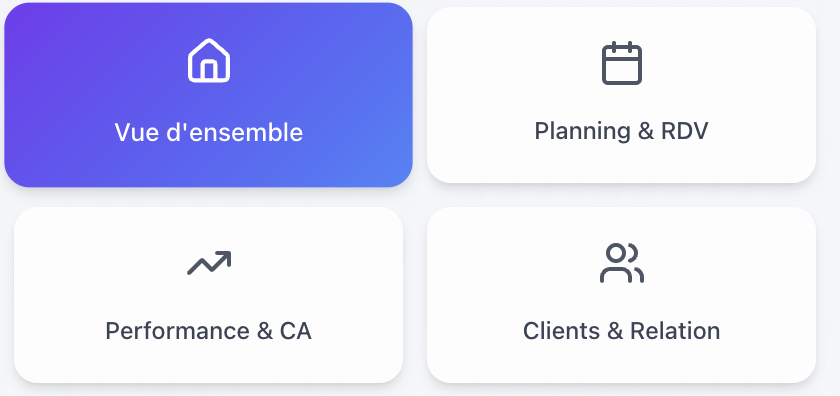 Vue d'ensemble
Planning & RDV
Performance & CA
Clients & Relation